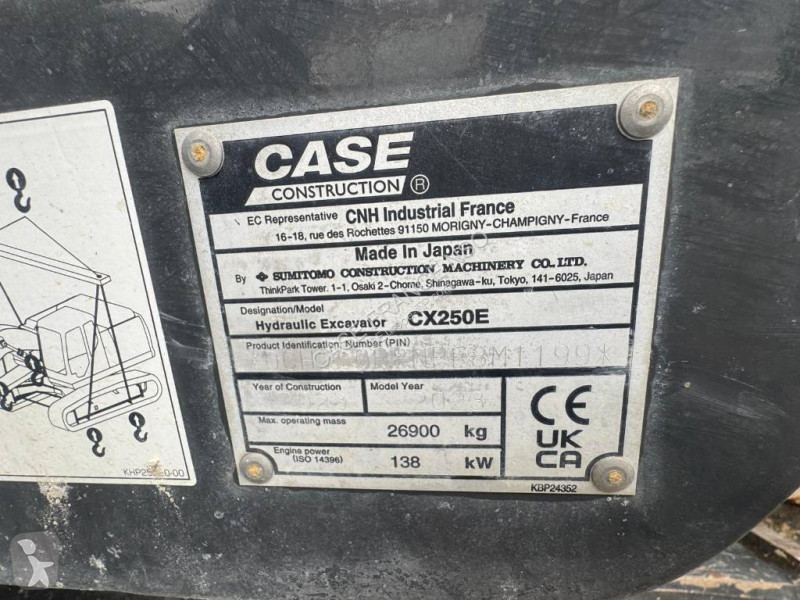 CASE
CONSTRUCTION ®
EC Representative CNH Industrial France
16-18, rue des Rochettes 91150 MORIGNY-CHAMPIGNY-France
Made In Japan
By SUMITOMO CONSTRUCTION MACHINERY CO., LTD.
ThinkPark Tower. 1-1, Osaki 2-Chome, Shinagawa-ku, Tokyo, 141-6025, Japan
Designation/Model
Hydraulic Excavator CX250E
Product Identification Number (PIN)
Year of Construction
Model Year
Max. operating mass
26900 kg
Engine power
(ISO 14396)
138 kW
CE
UK
CA
KBP24352